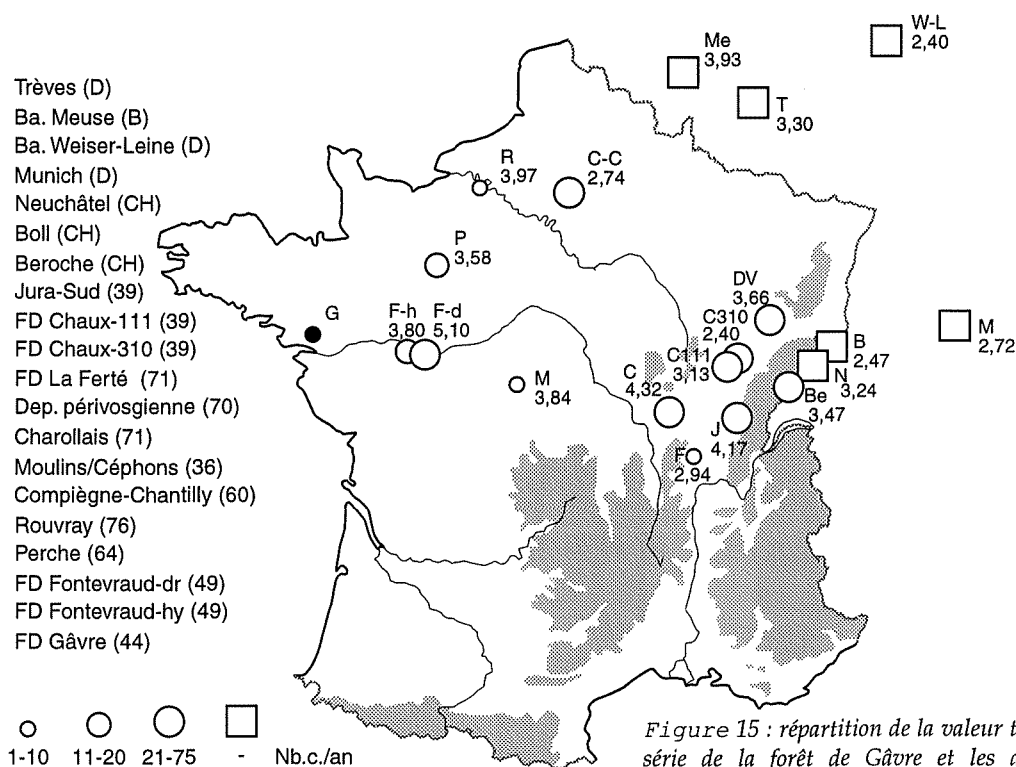 Trèves (D)
Ba. Meuse (B)
Ba. Weiser-Leine (D)
Munich (D)
Neuchâtel (CH)
Boll (CH)
Beroche (CH)
Jura-Sud (39)
FD Chaux-111 (39)
FD Chaux-310 (39)
FD La Ferté (71)
Dep. périvosgienne (70)
Charollais (71)
Moulins/Céphons (36)
Compiègne-Chantilly (60)
Rouvray (76)
Perche (64)
FD Fontevraud-dr (49)
FD Fontevraud-hy (49)
FD Gâvre (44)
W-L
2,40
Me
3,93
T
3,30
R
3,97
C-C
2,74
P
3,58
DV
3,66
G
F-h
3,80
F-d
5,10
C310
2,40
C111
3,13
M
2,72
B
2,47
N
3,24
Be
3,47
M
3,84
C
4,32
J
4,17
F
2,94
1-10 11-20 21-75 - Nb.c./an
Figure 15 : répartition de la valeur
série de la forêt de Gâvre et les